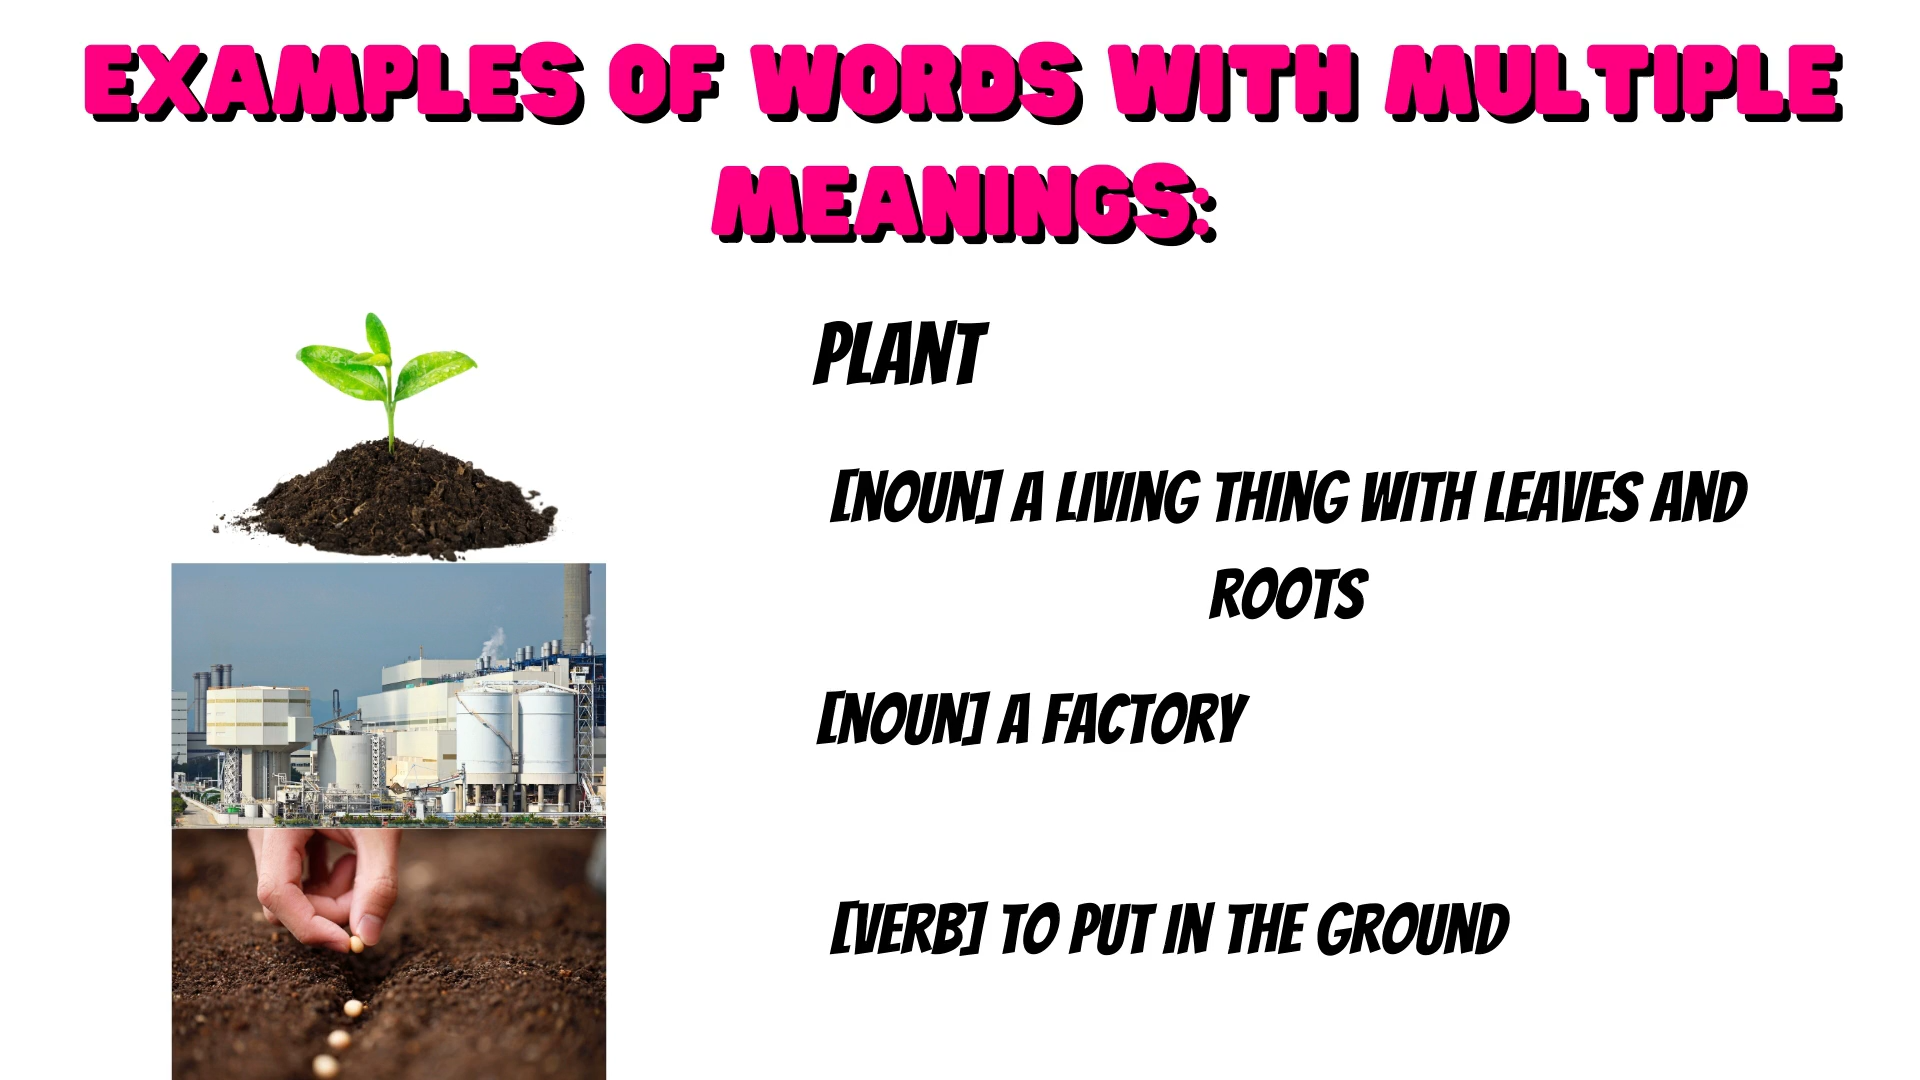 EXAMPLES OF WORDS WITH MULTIPLE
MEANINGS:
PLANT
[NOUN] A LIVING THING WITH LEAVES AND
ROOTS
[NOUN] A FACTORY
[VERB] TO PUT IN THE GROUND